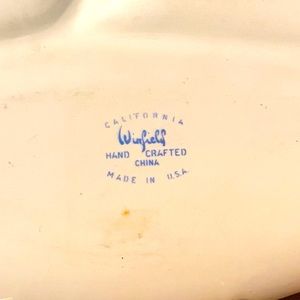 CALIFORNIA
Winfield
HAND CRAFTED
CHINA
MADE IN U.S.A.